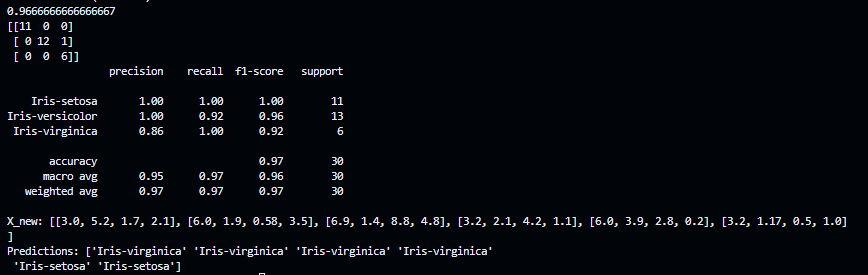 0.9666666666666667
[[11  0  0]
 [ 0 12  1]
 [ 0  0  6]]
                 precision    recall  f1-score   support

    Iris-setosa       1.00      1.00      1.00        11
Iris-versicolor       1.00      0.92      0.96        13
 Iris-virginica       0.86      1.00      0.92         6

       accuracy                           0.97        30
      macro avg       0.95      0.97      0.96        30
   weighted avg       0.97      0.97      0.97        30

X_new: [[3.0, 5.2, 1.7, 2.1], [6.0, 1.9, 0.58, 3.5], [6.9, 1.4, 8.8, 4.8], [3.2, 2.1, 4.2, 1.1], [6.0, 3.9, 2.8, 0.2], [3.2, 1.17, 0.5, 1.0]
]
Predictions: ['Iris-virginica' 'Iris-virginica' 'Iris-virginica' 'Iris-virginica'
 'Iris-setosa' 'Iris-setosa']